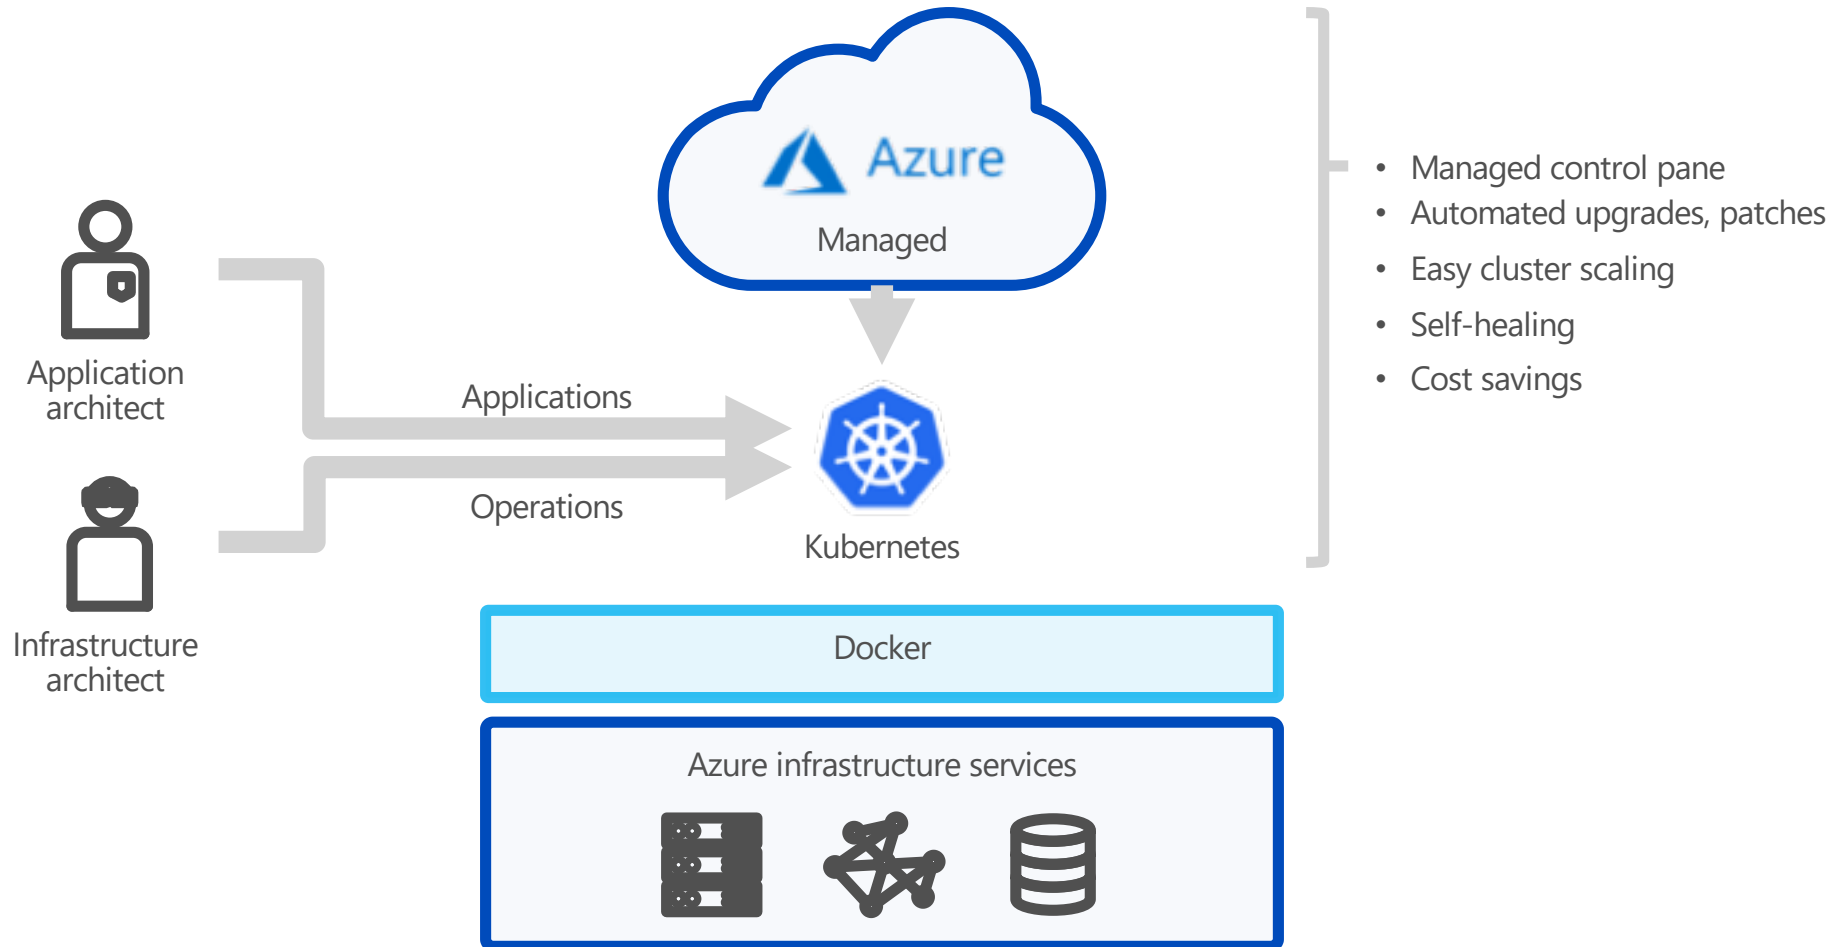 Azure
Managed
• Managed control pane
• Automated upgrades, patches
• Easy cluster scaling
• Self-healing
• Cost savings
Application
architect
Applications
Operations
Kubernetes
Infrastructure
architect
Docker
Azure infrastructure services